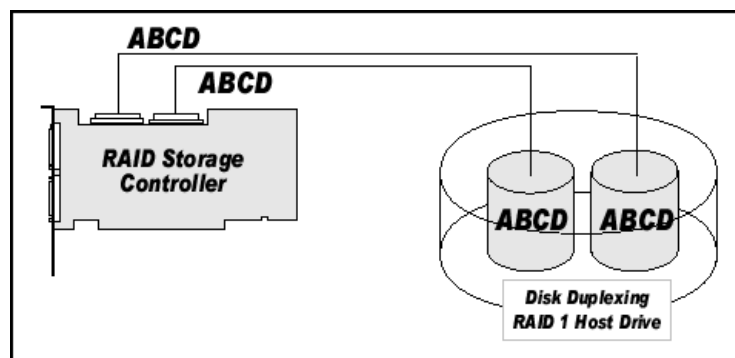 ABCD
ABCD
RAID Storage
Controller
ABCD ABCD
Disk Duplexing
RAID 1 Host Drive